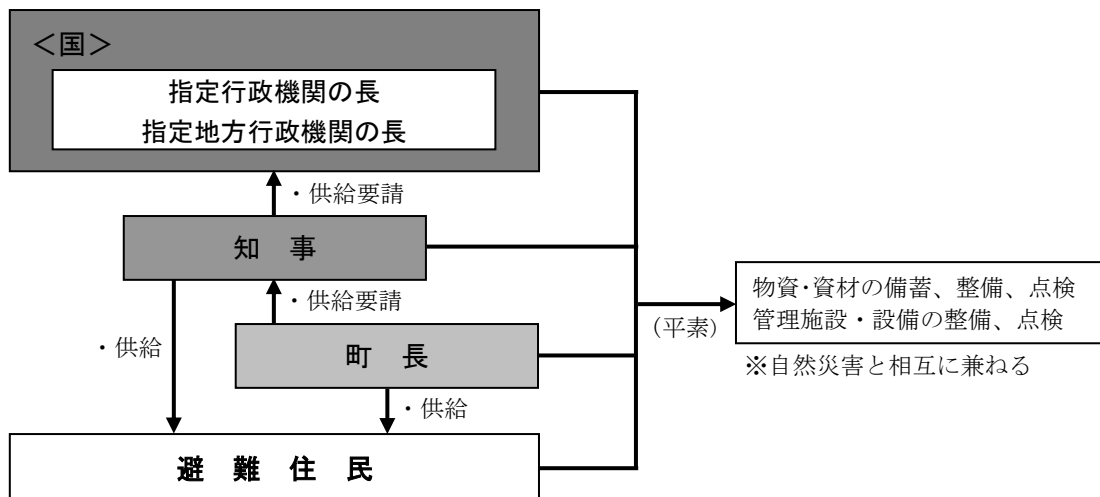 ＜国＞
指定行政機関の長
指定地方行政機関の長
・供給要請
知　事
・供給要請
・供給
町　長
・供給
避　難　住　民
（平素）
物資・資材の備蓄、整備、点検
管理施設・設備の整備、点検
※自然災害と相互に兼ねる